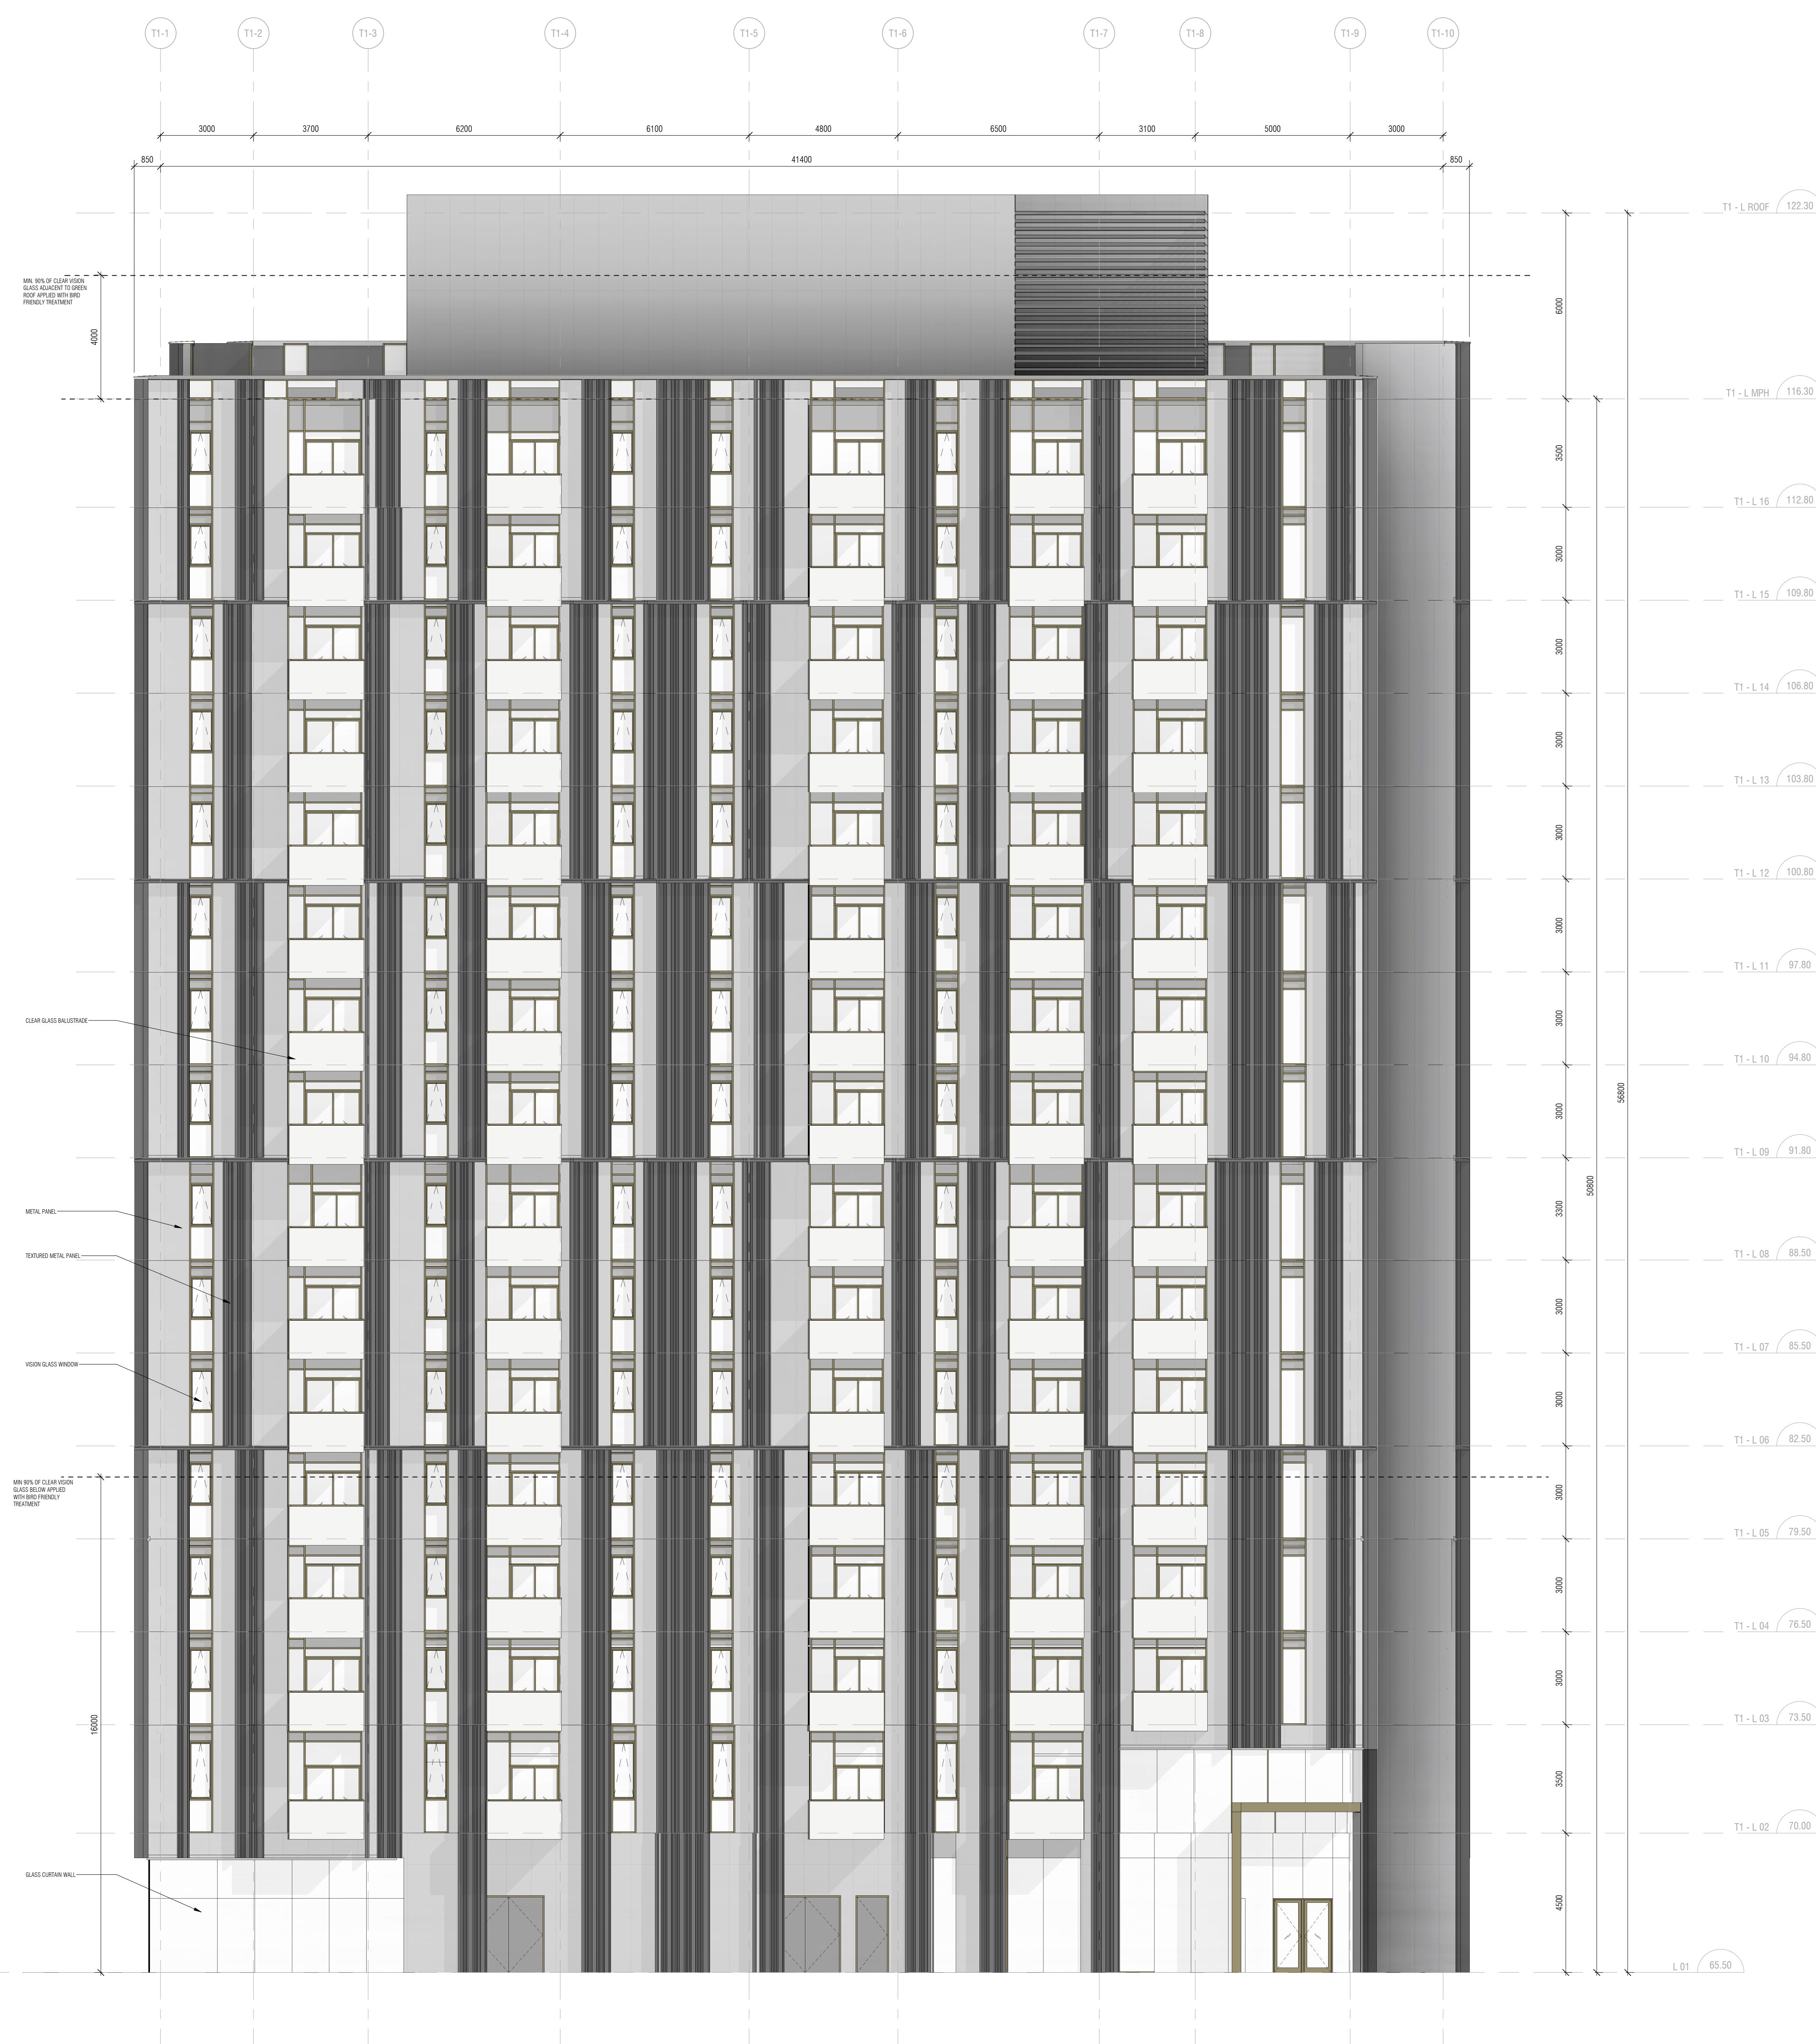 T1-1 T1-2 T1-3 T1-4 T1-5 T1-6 T1-7 T1-8 T1-9 T1-10
3000 3700 6200 6100 4800 6500 3100 5000 3000
850 41400 850
T1 - L ROOF 122.30
MIN. 90% OF CLEAR VISION
GLASS ADJACENT TO GREEN
ROOF APPLIED WITH BIRD
FRIENDLY TREATMENT
4000
6000
T1 - L MPH 116.30
3500
T1 - L 16 112.80
3000
T1 - L 15 109.80
3000
T1 - L 14 106.80
3000
T1 - L 13 103.80
3000
T1 - L 12 100.80
3000
T1 - L 11 97.80
CLEAR GLASS BALUSTRADE
3000
T1 - L 10 94.80
56800
3000
T1 - L 09 91.80
50800
METAL PANEL
3300
TEXTURED METAL PANEL
T1 - L 08 88.50
3000
T1 - L 07 85.50
VISION GLASS WINDOW
3000
T1 - L 06 82.50
MIN 90% OF CLEAR VISION
GLASS BELOW APPLIED
WITH BIRD FRIENDLY
TREATMENT
3000
T1 - L 05 79.50
3000
T1 - L 04 76.50
3000
T1 - L 03 73.50
16000
3500
T1 - L 02 70.00
GLASS CURTAIN WALL
4500
L 01 65.50